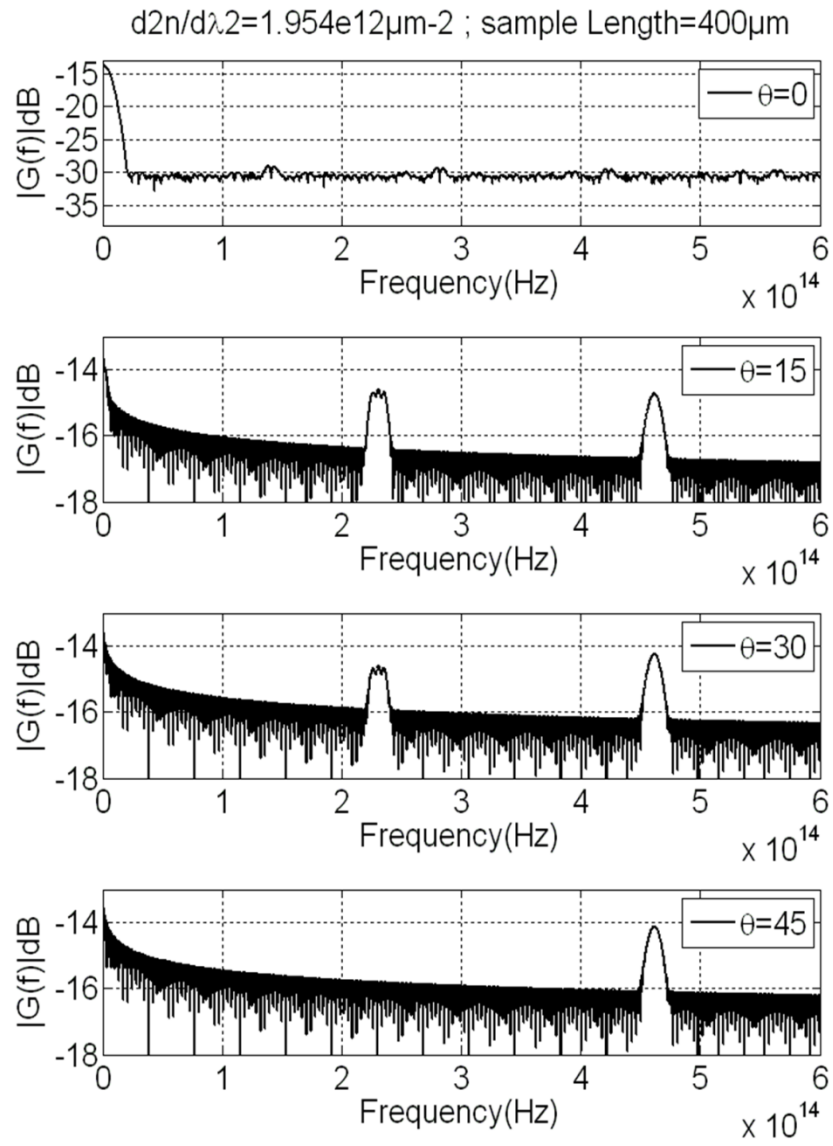 d2n/dλ2=1.954e12µm-2 ; sample Length=400µm
-15
-20
-25
-30
-35
|G(f)|dB
θ=0
0 1 2 3 4 5 6
Frequency(Hz)
x 10^14
-14
-16
-18
|G(f)|dB
θ=15
0 1 2 3 4 5 6
Frequency(Hz)
x 10^14
-14
-16
-18
|G(f)|dB
θ=30
0 1 2 3 4 5 6
Frequency(Hz)
x 10^14
-14
-16
-18
|G(f)|dB
θ=45
0 1 2 3 4 5 6
Frequency(Hz)
x 10^14